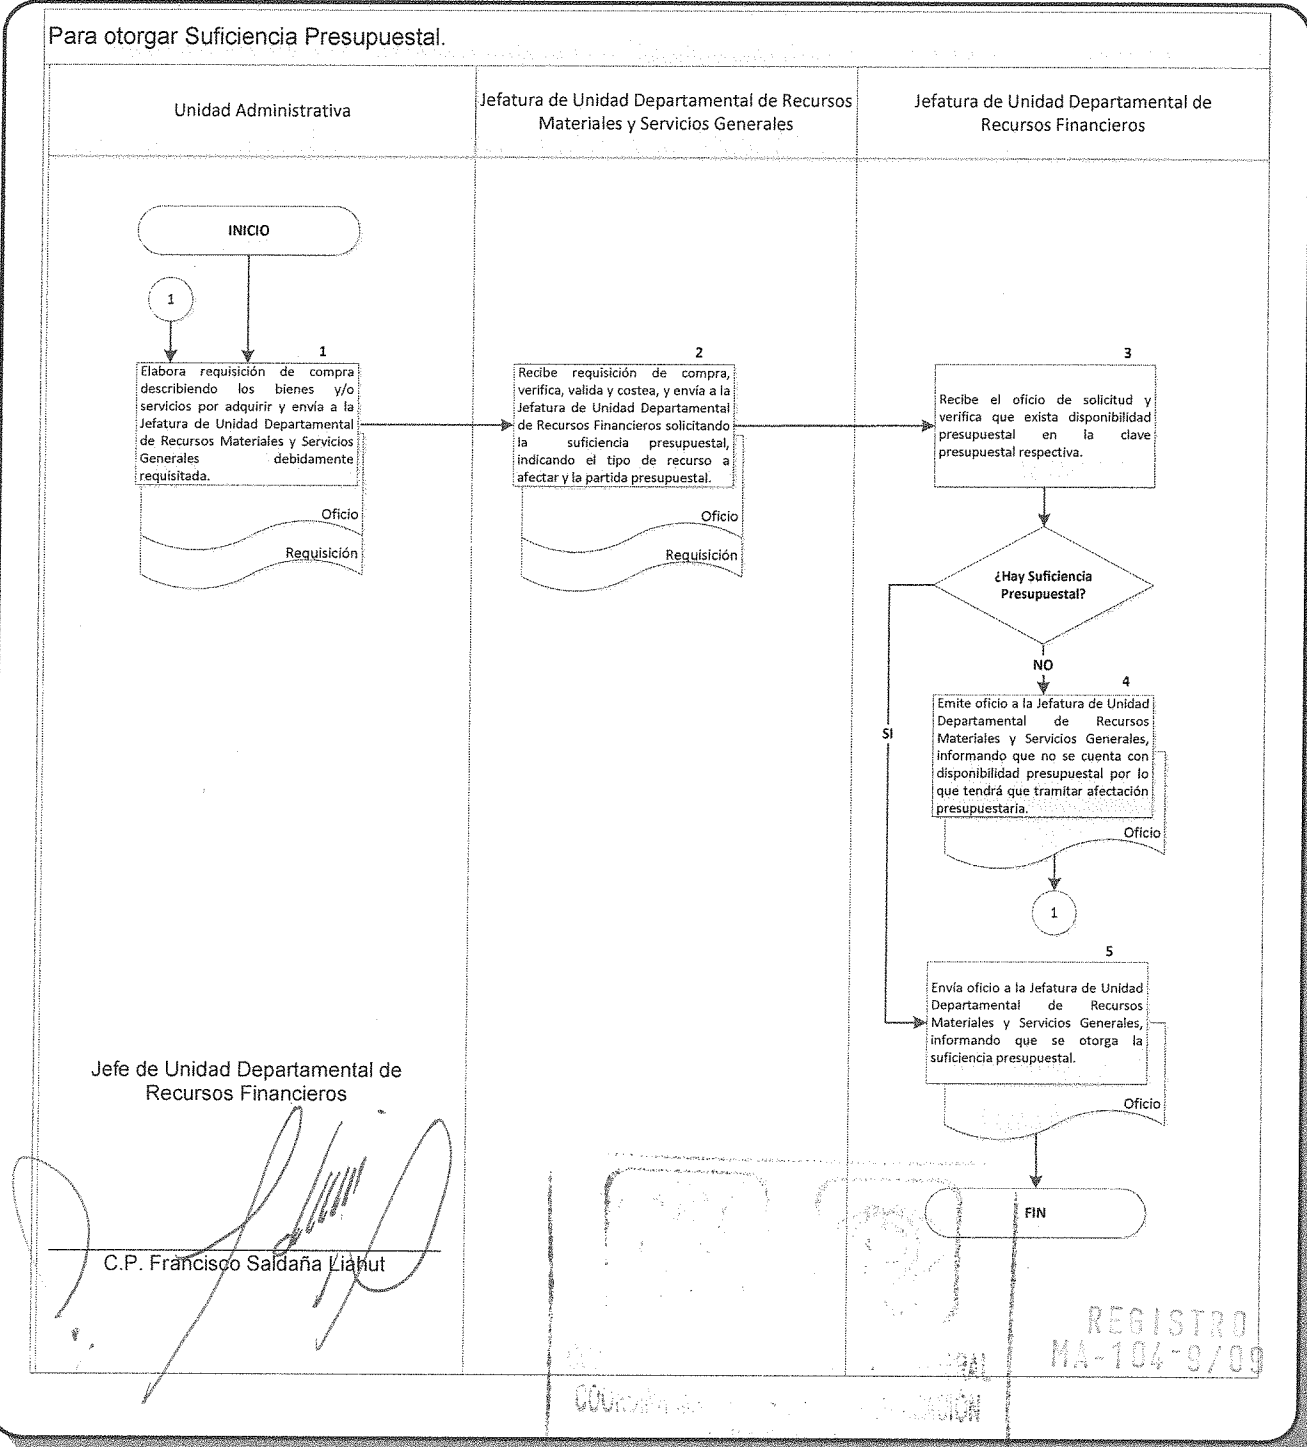 Para otorgar Suficiencia Presupuestal.
Unidad Administrativa
Jefatura de Unidad Departamental de Recursos
Materiales y Servicios Generales
Jefatura de Unidad Departamental de
Recursos Financieros
INICIO
1
1
Elabora requisición de compra
describiendo los bienes y/o
servicios por adquirir y envía a la
Jefatura de Unidad Departamental
de Recursos Materiales y Servicios
Generales debidamente
requisitada.
Oficio
Requisición
2
Recibe requisición de compra,
verifica, valida y costea, y envía a la
Jefatura de Unidad Departamental
de Recursos Financieros solicitando
la suficiencia presupuestal,
indicando el tipo de recurso a
afectar y la partida presupuestal.
Oficio
Requisición
3
Recibe el oficio de solicitud y
verifica que exista disponibilidad
presupuestal en la clave
presupuestal respectiva.
¿Hay Suficiencia
Presupuestal?
NO
SI
4
Emite oficio a la Jefatura de Unidad
Departamental de Recursos
Materiales y Servicios Generales,
informando que no se cuenta con
disponibilidad presupuestal por lo
que tendrá que tramitar afectación
presupuestaria.
Oficio
1
5
Envía oficio a la Jefatura de Unidad
Departamental de Recursos
Materiales y Servicios Generales,
informando que se otorga la
suficiencia presupuestal.
Oficio
FIN
Jefe de Unidad Departamental de
Recursos Financieros
C.P. Francisco Saldaña Liahut
REGISTRO
MA-104-9/09